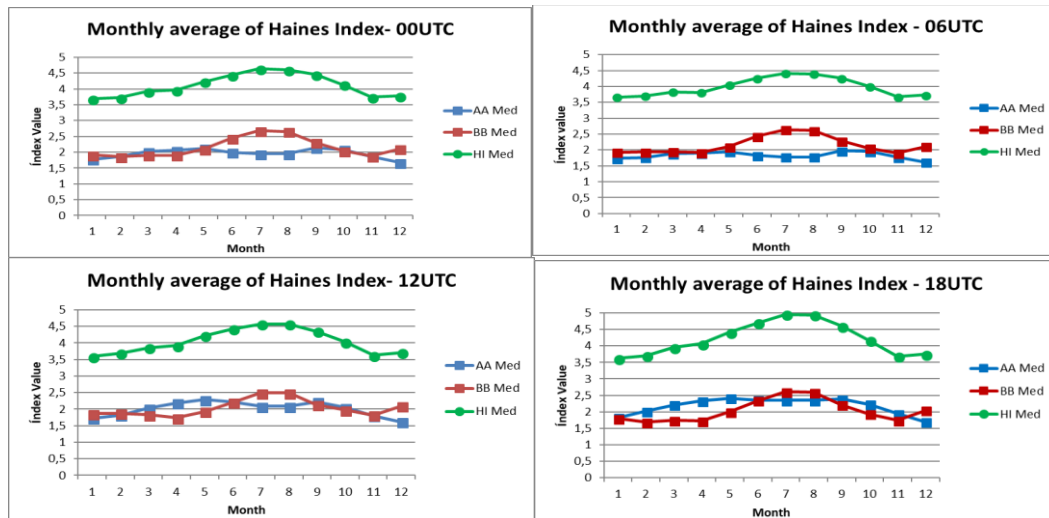 Monthly average of Haines Index- 00UTC
5
4,5
4
3,5
3
2,5
2
1,5
1
0,5
0
Índex value
1 2 3 4 5 6 7 8 9 10 11 12
Month
AA Med
BB Med
HI Med
Monthly average of Haines Index - 06UTC
5
4,5
4
3,5
3
2,5
2
1,5
1
0,5
0
Índex value
1 2 3 4 5 6 7 8 9 10 11 12
Month
AA Med
BB Med
HI Med
Monthly average of Haines Index- 12UTC
5
4,5
4
3,5
3
2,5
2
1,5
1
0,5
0
Índex Value
1 2 3 4 5 6 7 8 9 10 11 12
Month
AA Med
BB Med
HI Med
Monthly average of Haines Index - 18UTC
5
4,5
4
3,5
3
2,5
2
1,5
1
0,5
0
Índex Value
1 2 3 4 5 6 7 8 9 10 11 12
Month
AA Med
BB Med
HI Med